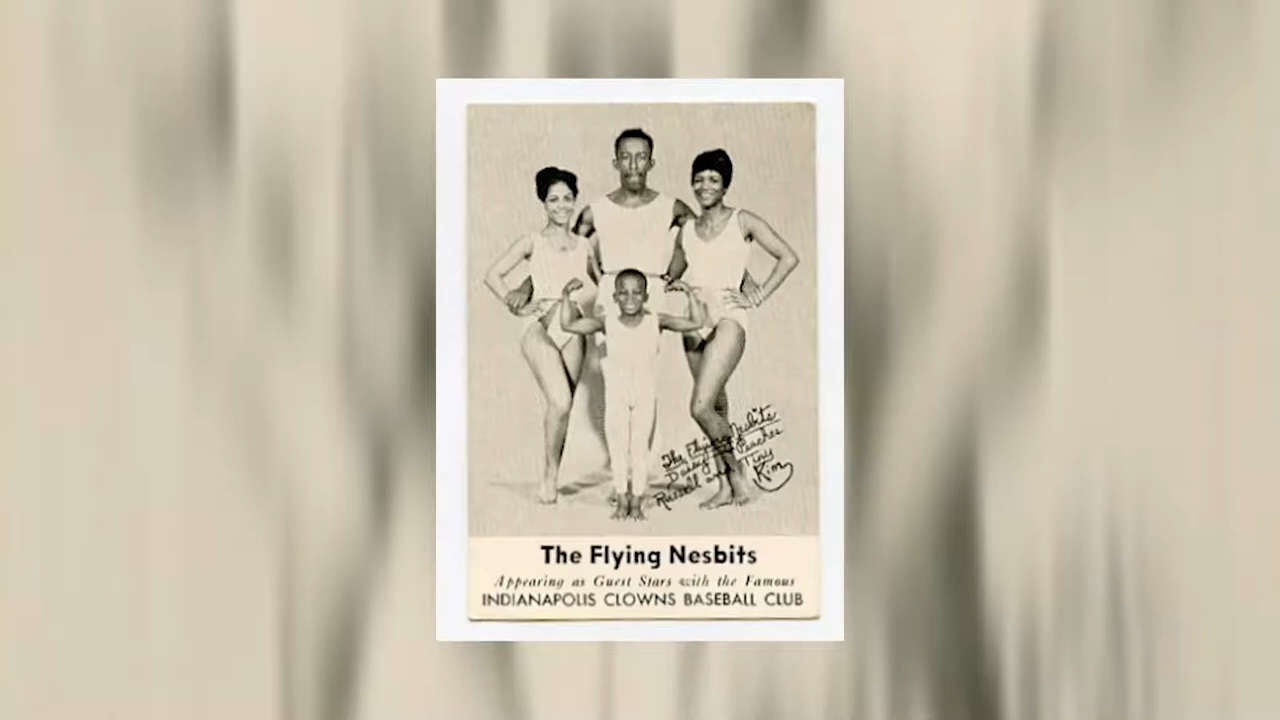 The Flying Nesbits
Peaches
Russell and Tiny
Kim
The Flying Nesbits
Appearing as Guest Stars with the Famous
INDIANAPOLIS CLOWNS BASEBALL CLUB